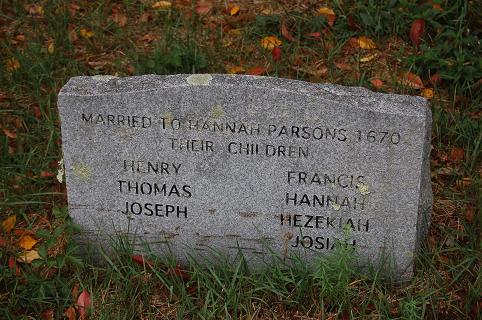 MARRIED TO HANNAH PARSONS 1670
THEIR CHILDREN
HENRY
THOMAS
JOSEPH
FRANCIS
HANNAH
HEZEKIAH
JOSIAH